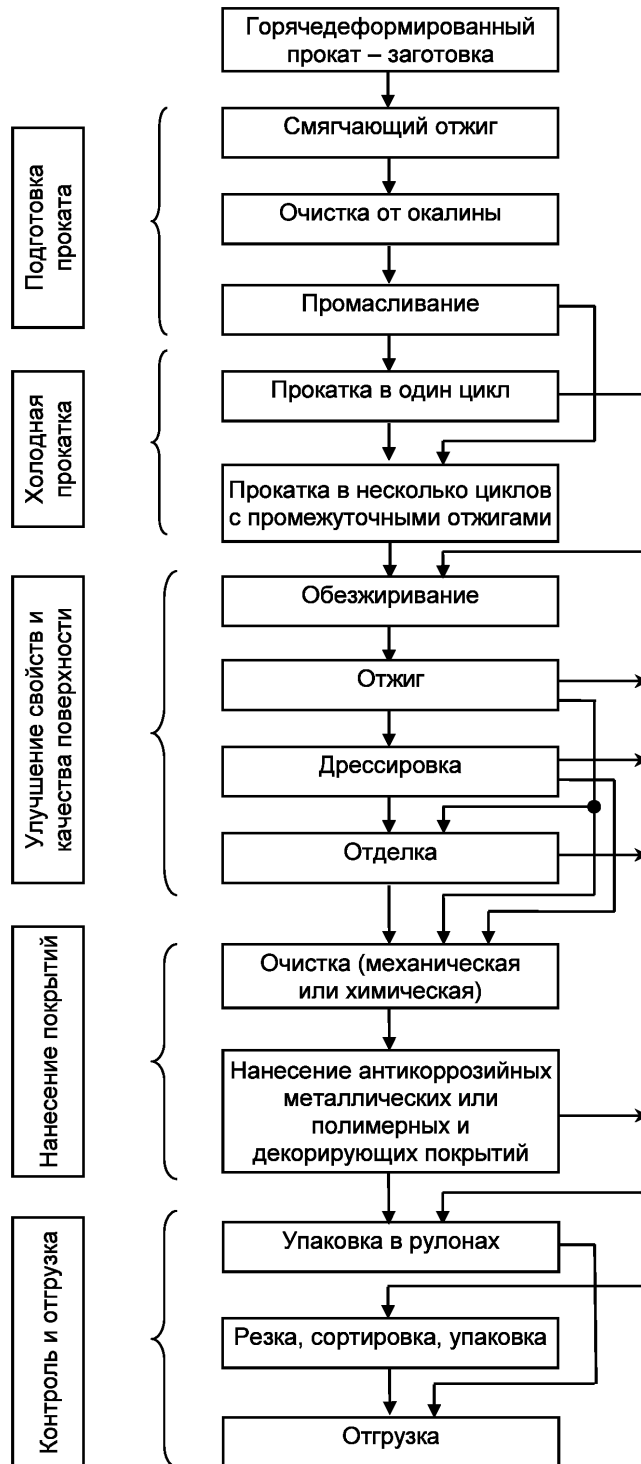 Горячедеформированный
прокат – заготовка
Подготовка
проката
Смягчающий отжиг
Очистка от окалины
Промасливание
Холодная
прокатка
Прокатка в один цикл
Прокатка в несколько циклов
с промежуточными отжигами
Улучшение свойств и
качества поверхности
Обезжиривание
Отжиг
Дрессировка
Отделка
Нанесение покрытий
Очистка (механическая
или химическая)
Нанесение антикоррозийных
металлических или
полимерных и
декорирующих покрытий
Контроль и отгрузка
Упаковка в рулонах
Резка, сортировка, упаковка
Отгрузка